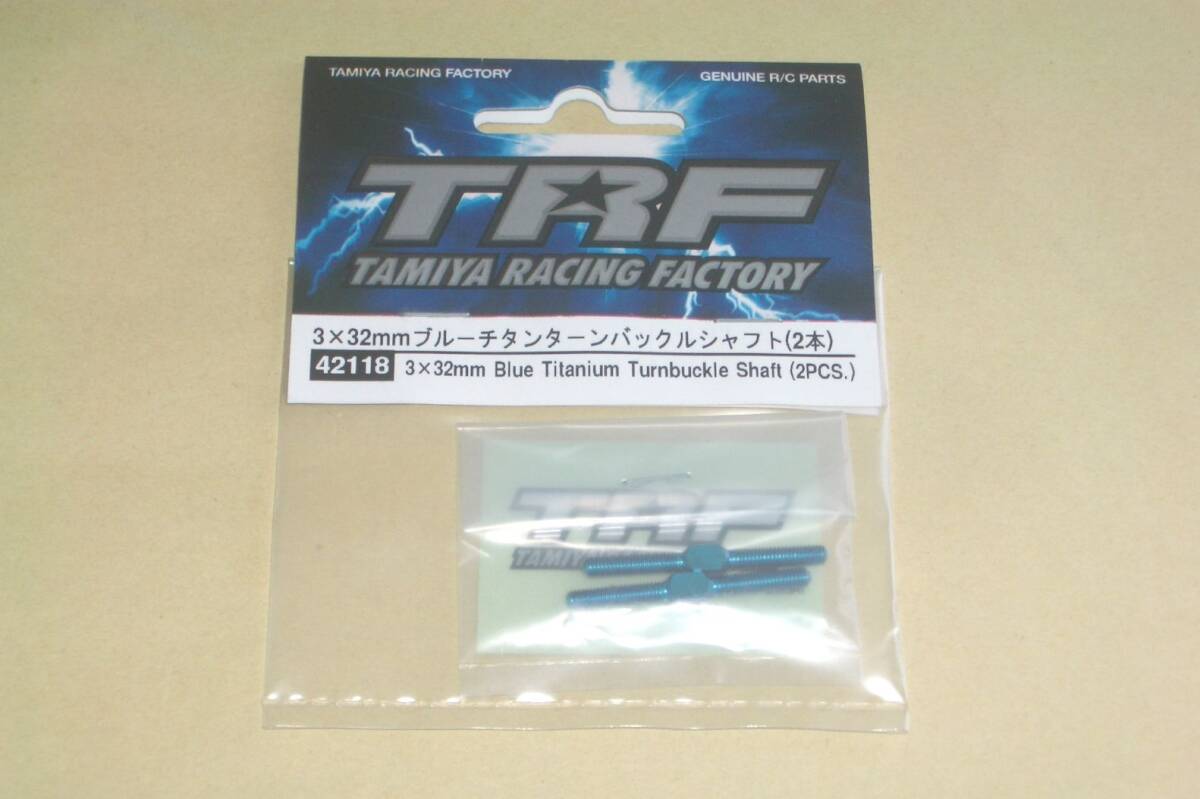 TAMIYA RACING FACTORY
GENUINE R/C PARTS
TRF
TAMIYA RACING FACTORY
3×32mmブルーチタンターンバックルシャフト(2本)
42118 3×32mm Blue Titanium Turnbuckle Shaft (2PCS.)
TRF
TAMIYA